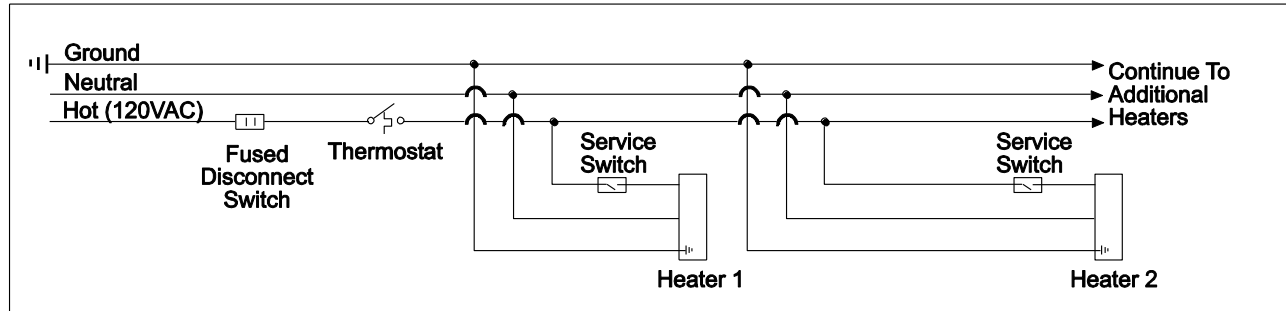 Ground
Neutral
Hot (120VAC)
Fused
Disconnect
Switch
Thermostat
Service
Switch
Heater 1
Service
Switch
Heater 2
Continue To
Additional
Heaters